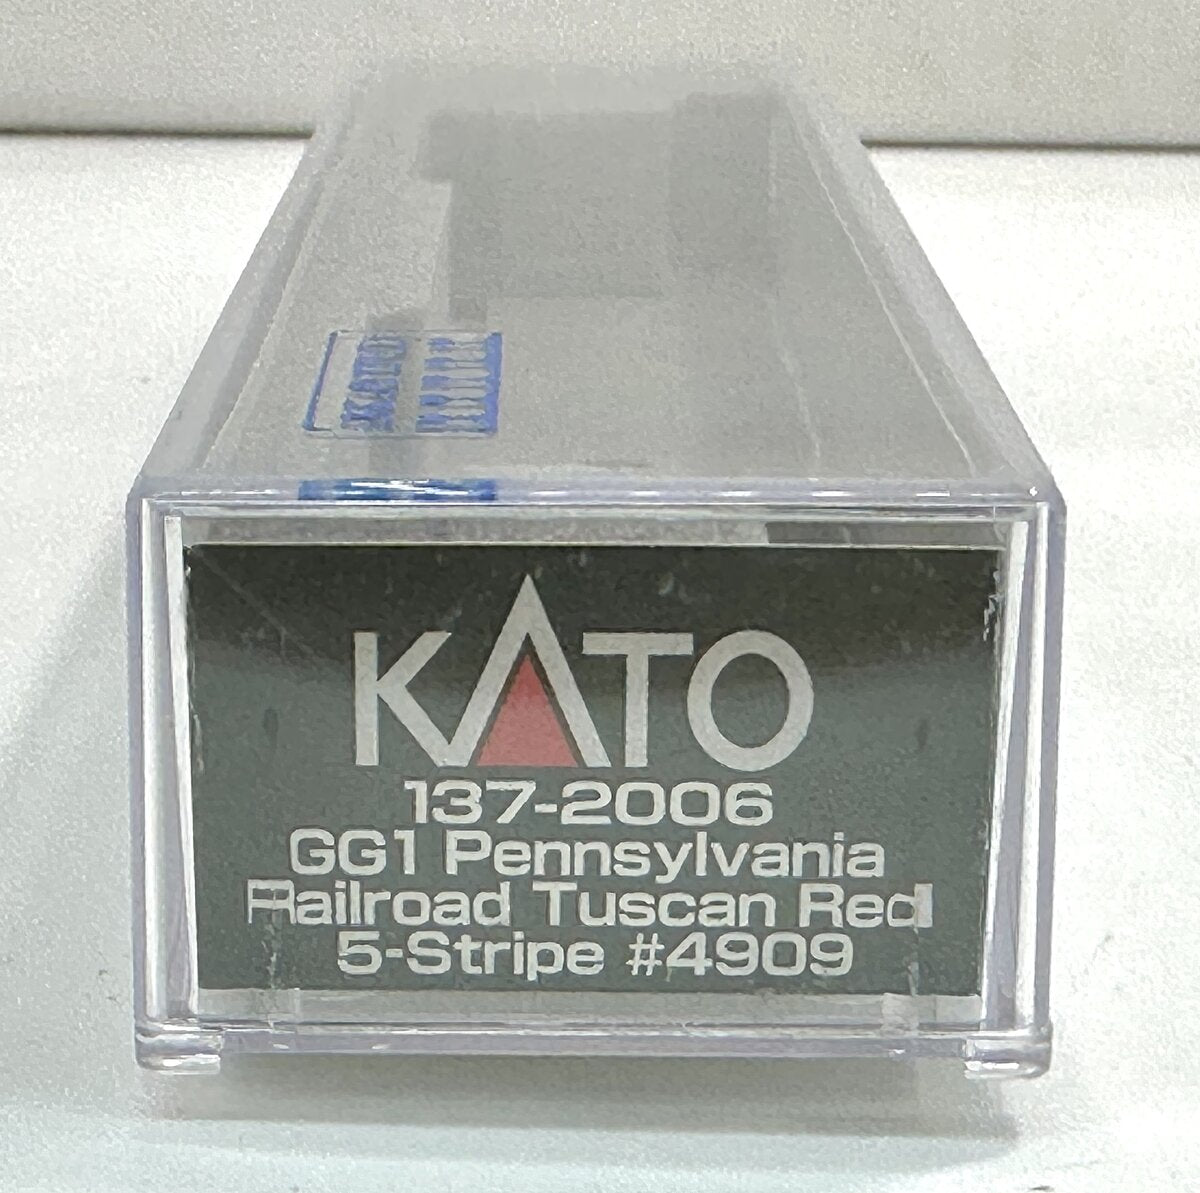 KATO
137-2006
GG1 Pennsylvania
Railroad Tuscan Red
5-Stripe #4909